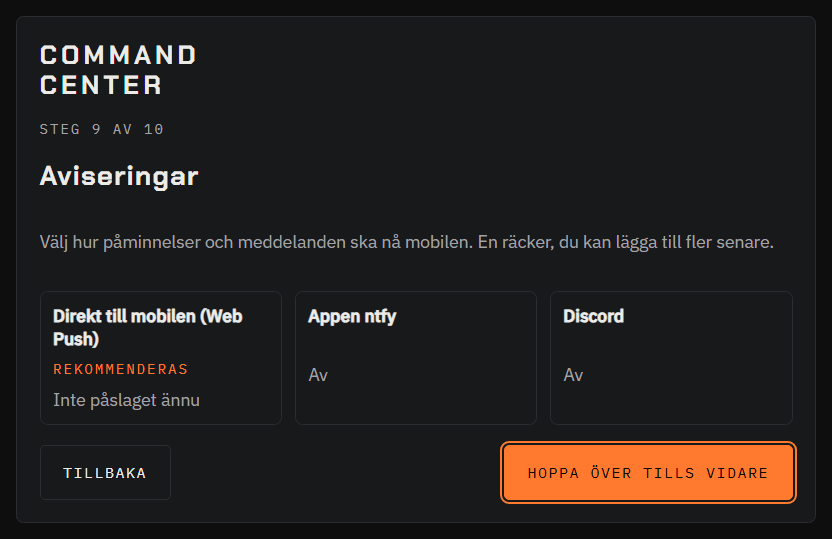 COMMAND
CENTER
STEG 9 AV 10
Aviseringar
Välj hur påminnelser och meddelanden ska nå mobilen. En räcker, du kan lägga till fler senare.
Direkt till mobilen (Web
Push)
REKOMMENDERAS
Inte påslaget ännu
Appen ntfy
Av
Discord
Av
TILLBAKA
HOPPA ÖVER TILLS VIDARE